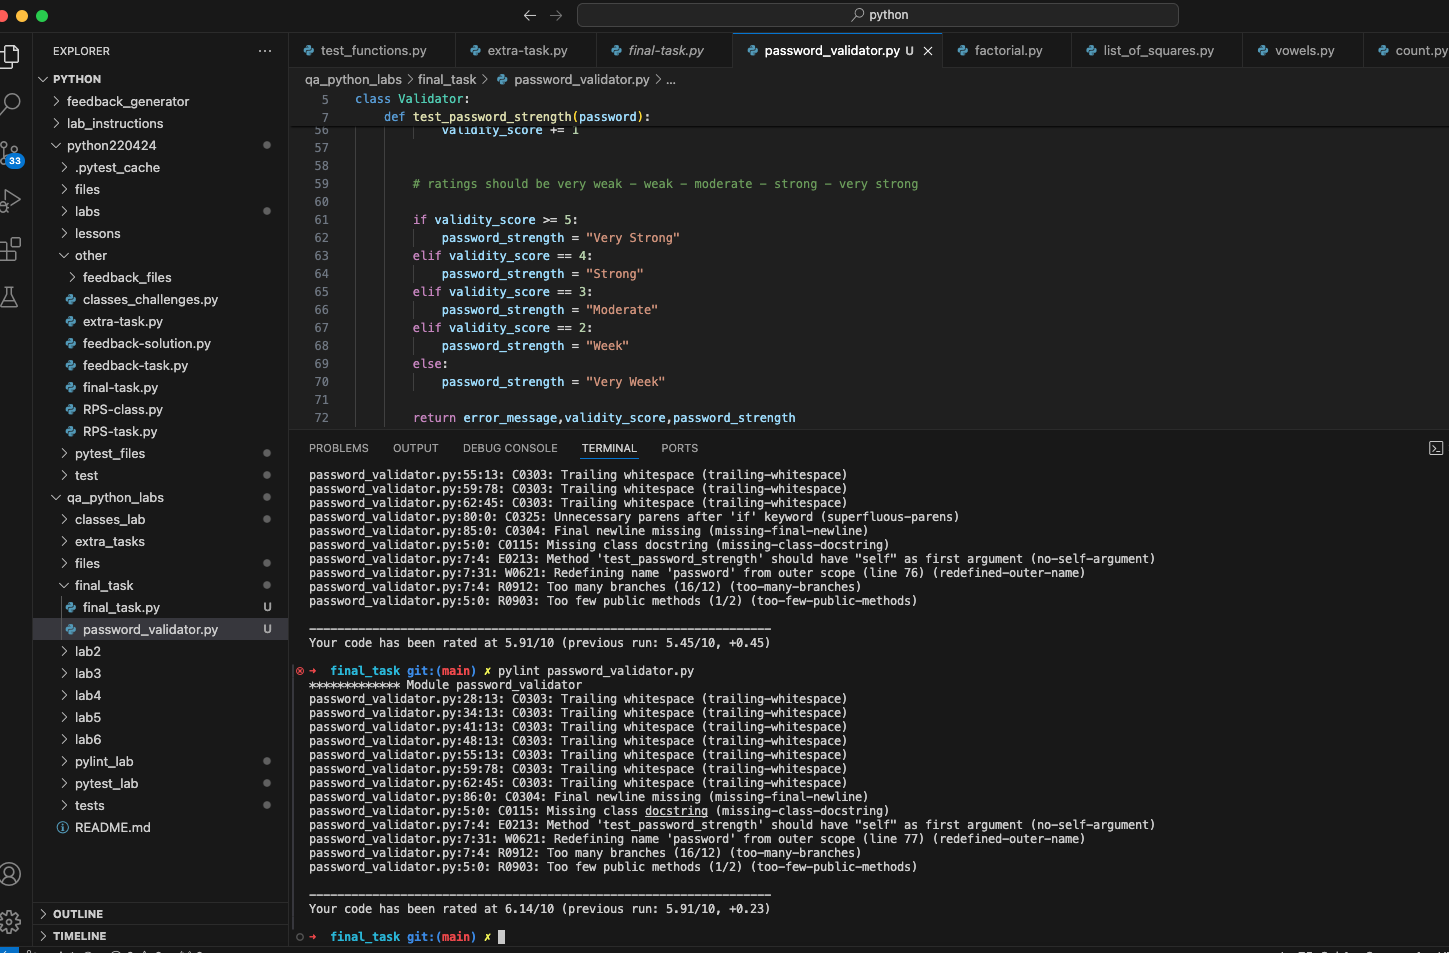 python
EXPLORER
PYTHON
feedback_generator
lab_instructions
python220424
.pytest_cache
files
labs
lessons
other
feedback_files
classes_challenges.py
extra-task.py
feedback-solution.py
feedback-task.py
final-task.py
RPS-class.py
RPS-task.py
pytest_files
test
qa_python_labs
classes_lab
extra_tasks
files
final_task
final_task.py U
password_validator.py U
lab2
lab3
lab4
lab5
lab6
pylint_lab
pytest_lab
tests
README.md
OUTLINE
TIMELINE
33
test_functions.py extra-task.py final-task.py password_validator.py U factorial.py list_of_squares.py vowels.py count.py
qa_python_labs > final_task > password_validator.py > ...
5 class Validator:
7 def test_password_strength(password):
56 validity_score += 1
57
58
59 # ratings should be very weak - weak - moderate - strong - very strong
60
61 if validity_score >= 5:
62 password_strength = "Very Strong"
63 elif validity_score == 4:
64 password_strength = "Strong"
65 elif validity_score == 3:
66 password_strength = "Moderate"
67 elif validity_score == 2:
68 password_strength = "Week"
69 else:
70 password_strength = "Very Week"
71
72 return error_message,validity_score,password_strength
PROBLEMS OUTPUT DEBUG CONSOLE TERMINAL PORTS
password_validator.py:55:13: C0303: Trailing whitespace (trailing-whitespace)
password_validator.py:59:78: C0303: Trailing whitespace (trailing-whitespace)
password_validator.py:62:45: C0303: Trailing whitespace (trailing-whitespace)
password_validator.py:80:0: C0325: Unnecessary parens after 'if' keyword (superfluous-parens)
password_validator.py:85:0: C0304: Final newline missing (missing-final-newline)
password_validator.py:5:0: C0115: Missing class docstring (missing-class-docstring)
password_validator.py:7:4: E0213: Method 'test_password_strength' should have "self" as first argument (no-self-argument)
password_validator.py:7:31: W0621: Redefining name 'password' from outer scope (line 76) (redefined-outer-name)
password_validator.py:7:4: R0912: Too many branches (16/12) (too-many-branches)
password_validator.py:5:0: R0903: Too few public methods (1/2) (too-few-public-methods)
Your code has been rated at 5.91/10 (previous run: 5.45/10, +0.45)
→ final_task git:(main) ✗ pylint password_validator.py
************* Module password_validator
password_validator.py:28:13: C0303: Trailing whitespace (trailing-whitespace)
password_validator.py:34:13: C0303: Trailing whitespace (trailing-whitespace)
password_validator.py:41:13: C0303: Trailing whitespace (trailing-whitespace)
password_validator.py:48:13: C0303: Trailing whitespace (trailing-whitespace)
password_validator.py:55:13: C0303: Trailing whitespace (trailing-whitespace)
password_validator.py:59:78: C0303: Trailing whitespace (trailing-whitespace)
password_validator.py:62:45: C0303: Trailing whitespace (trailing-whitespace)
password_validator.py:86:0: C0304: Final newline missing (missing-final-newline)
password_validator.py:5:0: C0115: Missing class docstring (missing-class-docstring)
password_validator.py:7:4: E0213: Method 'test_password_strength' should have "self" as first argument (no-self-argument)
password_validator.py:7:31: W0621: Redefining name 'password' from outer scope (line 77) (redefined-outer-name)
password_validator.py:7:4: R0912: Too many branches (16/12) (too-many-branches)
password_validator.py:5:0: R0903: Too few public methods (1/2) (too-few-public-methods)
Your code has been rated at 6.14/10 (previous run: 5.91/10, +0.23)
→ final_task git:(main) ✗